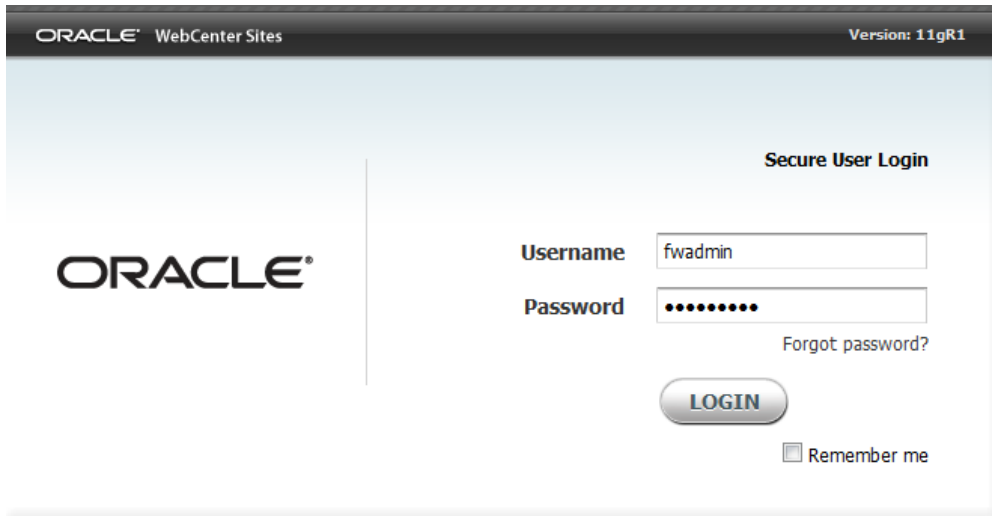 ORACLE® WebCenter Sites Version: 11gR1
Secure User Login
ORACLE®
Username fwadmin
Password •••••••••
Forgot password?
LOGIN
Remember me